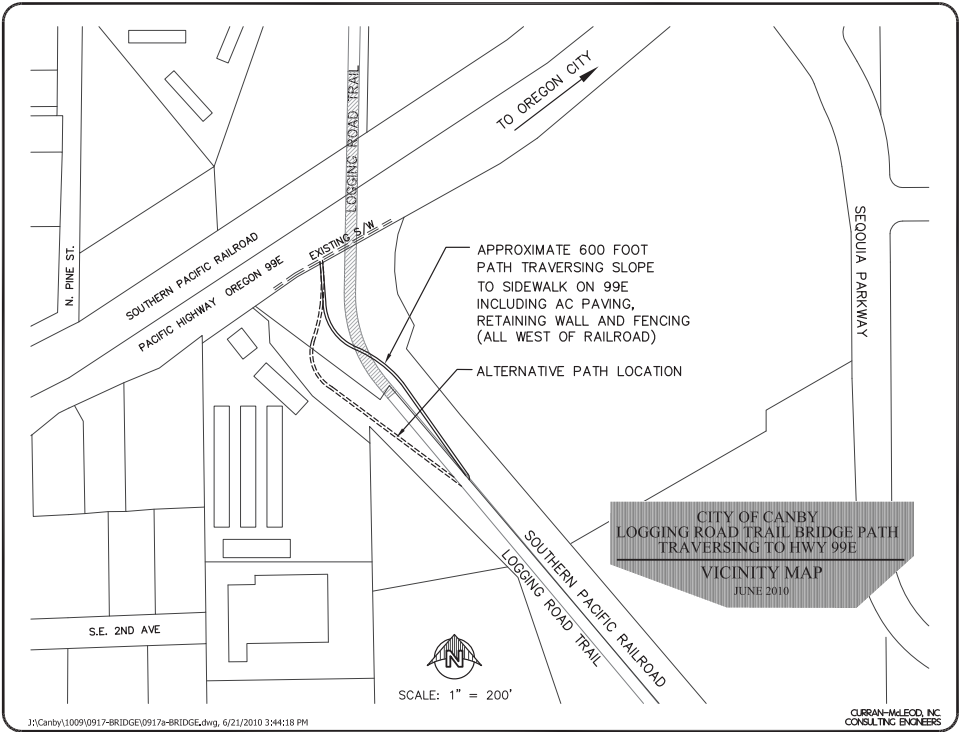 LOGGING ROAD TRAIL
TO OREGON CITY
EXISTING S/W
SOUTHERN PACIFIC RAILROAD
PACIFIC HIGHWAY OREGON 99E
N. PINE ST.
SEQOUIA PARKWAY
APPROXIMATE 600 FOOT
PATH TRAVERSING SLOPE
TO SIDEWALK ON 99E
INCLUDING AC PAVING,
RETAINING WALL AND FENCING
(ALL WEST OF RAILROAD)
ALTERNATIVE PATH LOCATION
CITY OF CANBY
LOGGING ROAD TRAIL BRIDGE PATH
TRAVERSING TO HWY 99E
VICINITY MAP
JUNE 2010
SOUTHERN PACIFIC RAILROAD
LOGGING ROAD TRAIL
S.E. 2ND AVE
N
SCALE: 1" = 200'
J:\Canby\1009\0917-BRIDGE\0917a-BRIDGE.dwg, 6/21/2010 3:44:18 PM
CURRAN-McLEOD, INC.
CONSULTING ENGINEERS